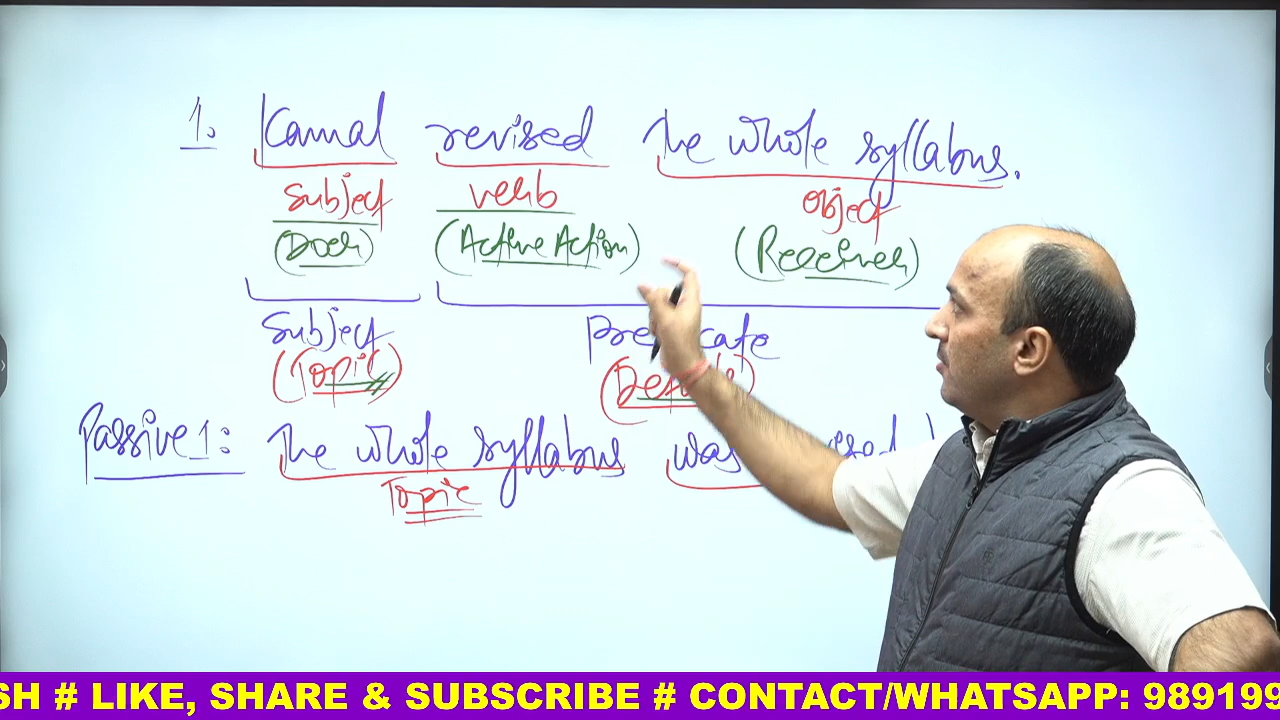 1. Kamal revised the whole syllabus.
Subject verb object
(Doer) (Active Action) (Receiver)
Subject
(Topic)
Passive 1: The whole syllabus was
Topic
SH # LIKE, SHARE & SUBSCRIBE # CONTACT/WHATSAPP: 989199